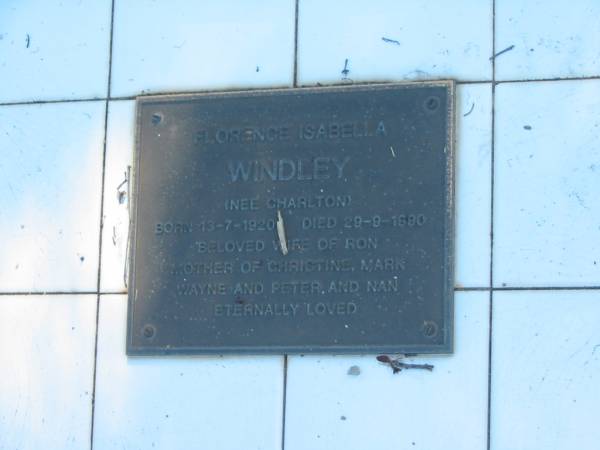 FLORENCE ISABELLA
WINDLEY
(NEE CHARLTON)
BORN 13-7-1920 DIED 29-9-1990
BELOVED WIFE OF RON
MOTHER OF CHRISTINE, MARK
WAYNE AND PETER, AND NAN
ETERNALLY LOVED